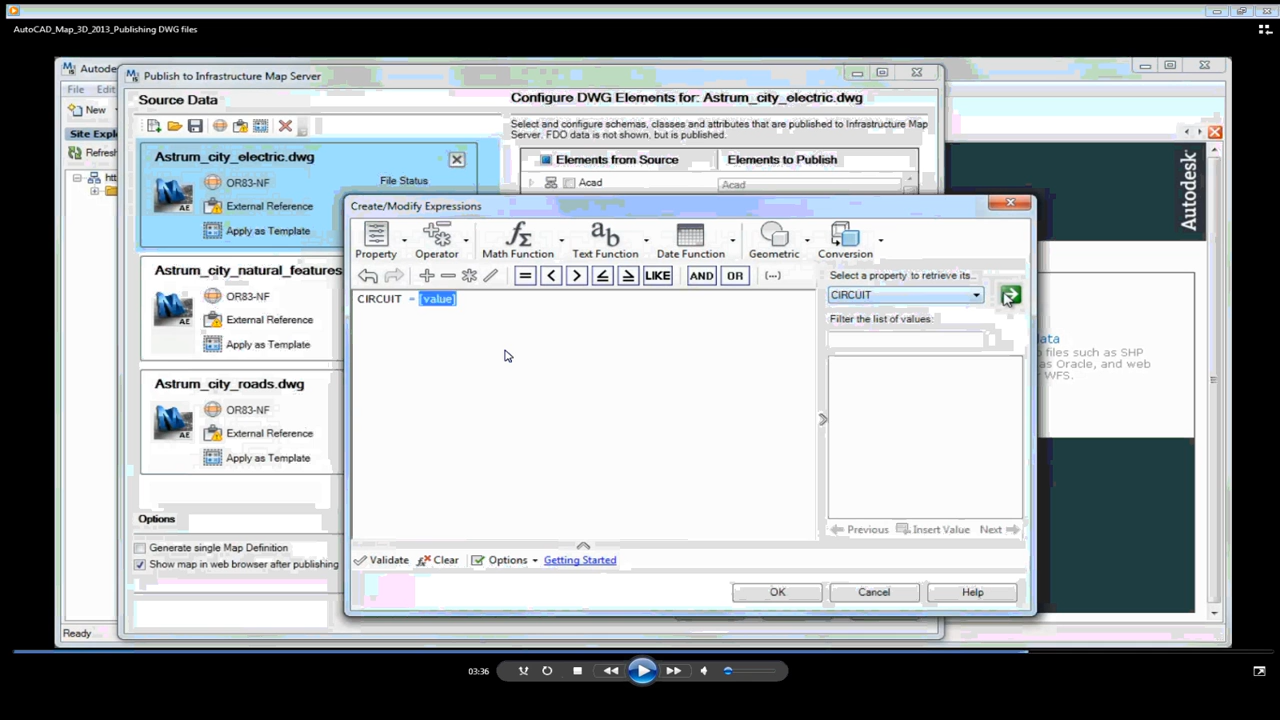 AutoCAD_Map_3D_2013_Publishing DWG files
Autodes
File Edit
New
Site Explo
Refresh
Publish to Infrastructure Map Server
Source Data
Astrum_city_electric.dwg
OR83-NF
File Status
External Reference
Apply as Template
Astrum_city_natural_features
OR83-NF
External Reference
Apply as Template
Astrum_city_roads.dwg
OR83-NF
External Reference
Apply as Template
Options
Generate single Map Definition
Show map in web browser after publishing
Ready
Configure DWG Elements for: Astrum_city_electric.dwg
Select and configure schemas, classes and attributes that are published to Infrastructure Map
Server. FDO data is not shown, but is published.
Elements from Source Elements to Publish
Acad Acad
Create/Modify Expressions
Property Operator Math Function Text Function Date Function Geometric Conversion
= < > ≤ ≥ LIKE AND OR (...)
CIRCUIT = [value]
Select a property to retrieve its...
CIRCUIT
Filter the list of values:
Previous Insert Value Next
Validate Clear Options Getting Started
OK Cancel Help
Autodesk
data
files such as SHP
as Oracle, and web
WFS.
03:36